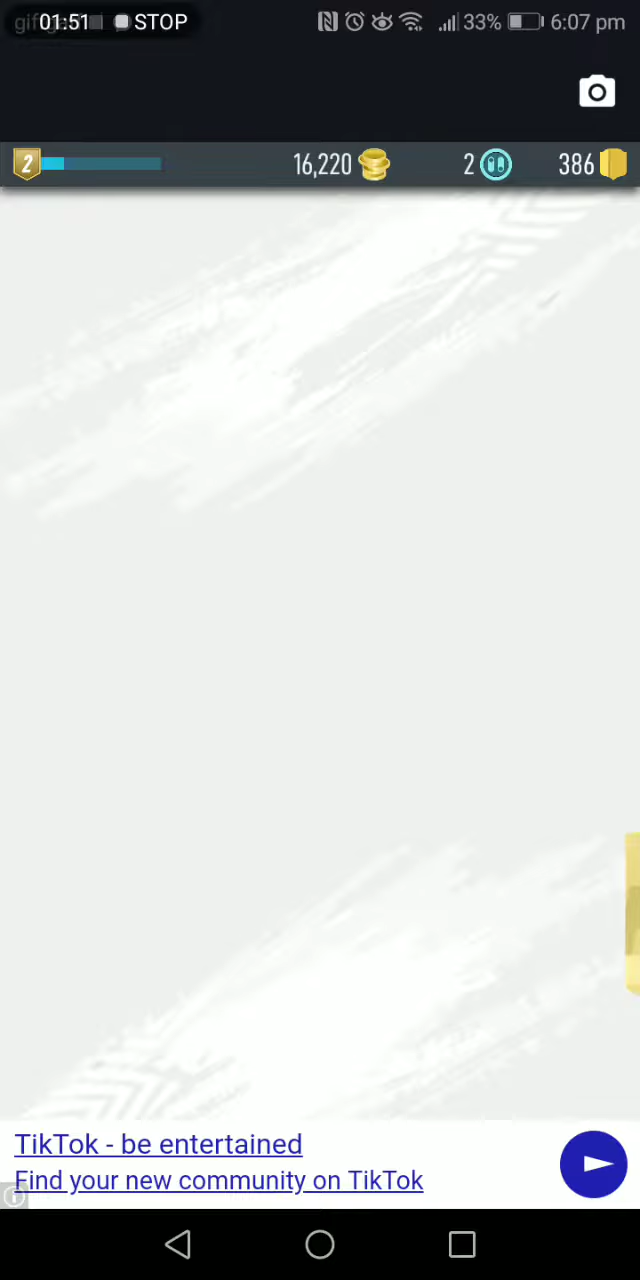 01:51 STOP 33% 6:07 pm
2 16,220 2 386
TikTok - be entertained
Find your new community on TikTok